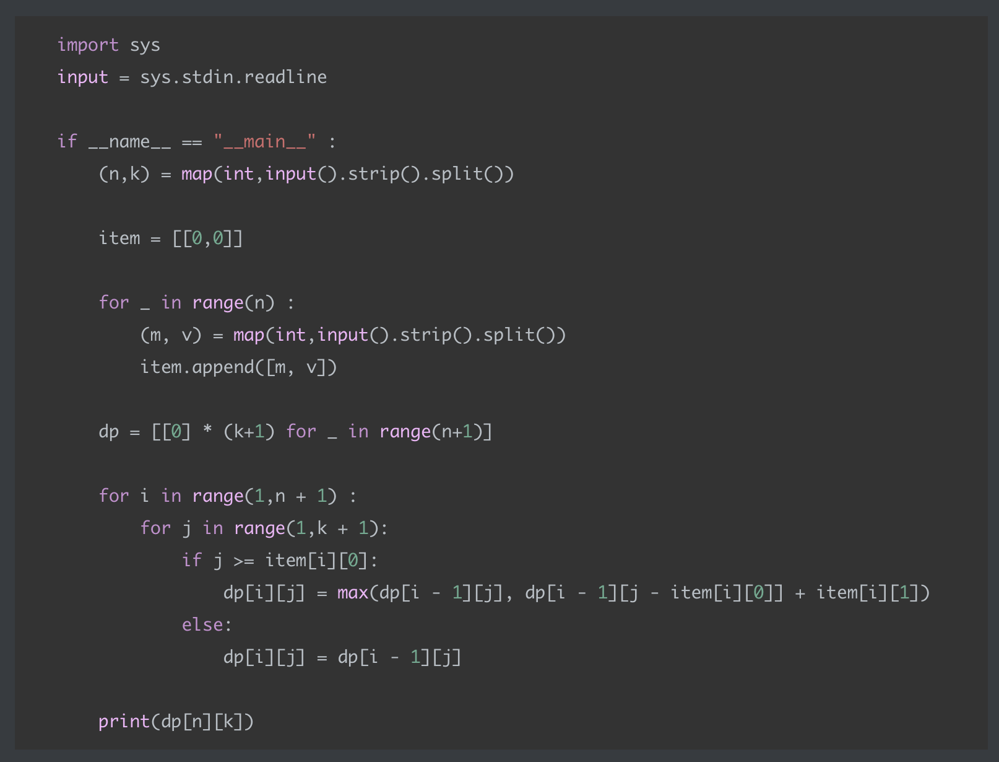 import sys
input = sys.stdin.readline
if __name__ == "__main__" :
    (n,k) = map(int,input().strip().split())
    item = [[0,0]]
    for _ in range(n) :
        (m, v) = map(int,input().strip().split())
        item.append([m, v])
    dp = [[0] * (k+1) for _ in range(n+1)]
    for i in range(1,n + 1) :
        for j in range(1,k + 1):
            if j >= item[i][0]:
                dp[i][j] = max(dp[i - 1][j], dp[i - 1][j - item[i][0]] + item[i][1])
            else:
                dp[i][j] = dp[i - 1][j]
    print(dp[n][k])